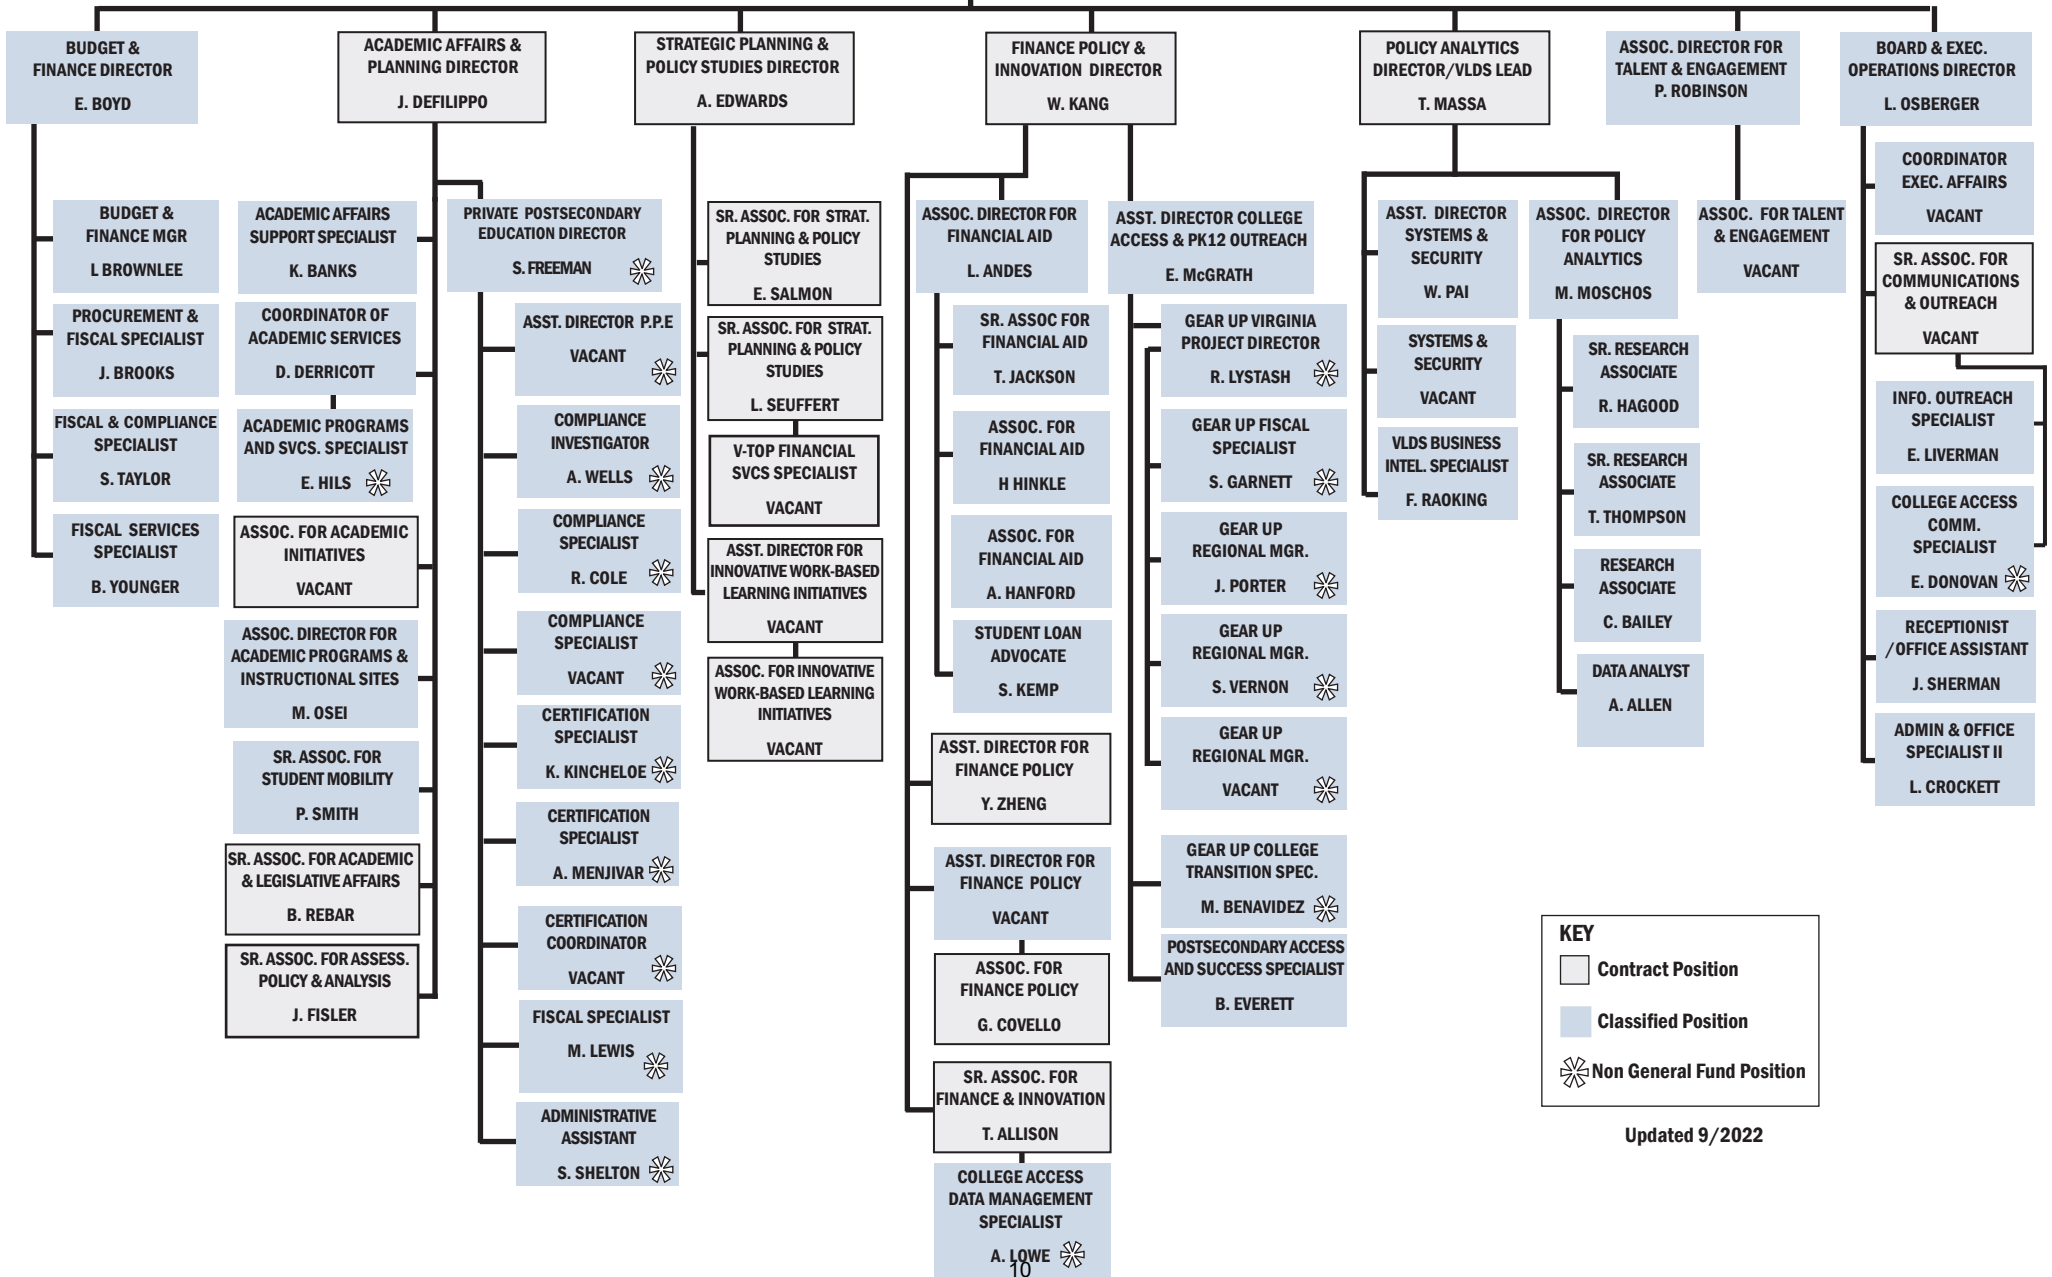 BUDGET &
FINANCE DIRECTOR
E. BOYD
ACADEMIC AFFAIRS &
PLANNING DIRECTOR
J. DEFILIPPO
STRATEGIC PLANNING &
POLICY STUDIES DIRECTOR
A. EDWARDS
FINANCE POLICY &
INNOVATION DIRECTOR
W. KANG
POLICY ANALYTICS
DIRECTOR/VLDS LEAD
T. MASSA
ASSOC. DIRECTOR FOR
TALENT & ENGAGEMENT
P. ROBINSON
BOARD & EXEC.
OPERATIONS DIRECTOR
L. OSBERGER
BUDGET &
FINANCE MGR
L BROWNLEE
PROCUREMENT &
FISCAL SPECIALIST
J. BROOKS
FISCAL & COMPLIANCE
SPECIALIST
S. TAYLOR
FISCAL SERVICES
SPECIALIST
B. YOUNGER
ACADEMIC AFFAIRS
SUPPORT SPECIALIST
K. BANKS
COORDINATOR OF
ACADEMIC SERVICES
D. DERRICOTT
ACADEMIC PROGRAMS
AND SVCS. SPECIALIST
E. HILS
ASSOC. FOR ACADEMIC
INITIATIVES
VACANT
ASSOC. DIRECTOR FOR
ACADEMIC PROGRAMS &
INSTRUCTIONAL SITES
M. OSEI
SR. ASSOC. FOR
STUDENT MOBILITY
P. SMITH
SR. ASSOC. FOR ACADEMIC
& LEGISLATIVE AFFAIRS
B. REBAR
SR. ASSOC. FOR ASSESS.
POLICY & ANALYSIS
J. FISLER
PRIVATE POSTSECONDARY
EDUCATION DIRECTOR
S. FREEMAN
ASST. DIRECTOR P.P.E
VACANT
COMPLIANCE
INVESTIGATOR
A. WELLS
COMPLIANCE
SPECIALIST
R. COLE
COMPLIANCE
SPECIALIST
VACANT
CERTIFICATION
SPECIALIST
K. KINCHELOE
CERTIFICATION
SPECIALIST
A. MENJIVAR
CERTIFICATION
COORDINATOR
VACANT
FISCAL SPECIALIST
M. LEWIS
ADMINISTRATIVE
ASSISTANT
S. SHELTON
SR. ASSOC. FOR STRAT.
PLANNING & POLICY
STUDIES
E. SALMON
SR. ASSOC. FOR STRAT.
PLANNING & POLICY
STUDIES
L. SEUFFERT
V-TOP FINANCIAL
SVCS SPECIALIST
VACANT
ASST. DIRECTOR FOR
INNOVATIVE WORK-BASED
LEARNING INITIATIVES
VACANT
ASSOC. FOR INNOVATIVE
WORK-BASED LEARNING
INITIATIVES
VACANT
ASSOC. DIRECTOR FOR
FINANCIAL AID
L. ANDES
SR. ASSOC FOR
FINANCIAL AID
T. JACKSON
ASSOC. FOR
FINANCIAL AID
H HINKLE
ASSOC. FOR
FINANCIAL AID
A. HANFORD
STUDENT LOAN
ADVOCATE
S. KEMP
ASST. DIRECTOR FOR
FINANCE POLICY
Y. ZHENG
ASST. DIRECTOR FOR
FINANCE POLICY
VACANT
ASSOC. FOR
FINANCE POLICY
G. COVELLO
SR. ASSOC. FOR
FINANCE & INNOVATION
T. ALLISON
COLLEGE ACCESS
DATA MANAGEMENT
SPECIALIST
A. LOWE
ASST. DIRECTOR COLLEGE
ACCESS & PK12 OUTREACH
E. McGRATH
GEAR UP VIRGINIA
PROJECT DIRECTOR
R. LYSTASH
GEAR UP FISCAL
SPECIALIST
S. GARNETT
GEAR UP
REGIONAL MGR.
J. PORTER
GEAR UP
REGIONAL MGR.
S. VERNON
GEAR UP
REGIONAL MGR.
VACANT
GEAR UP COLLEGE
TRANSITION SPEC.
M. BENAVIDEZ
POSTSECONDARY ACCESS
AND SUCCESS SPECIALIST
B. EVERETT
ASST. DIRECTOR
SYSTEMS &
SECURITY
W. PAI
SYSTEMS &
SECURITY
VACANT
VLDS BUSINESS
INTEL. SPECIALIST
F. RAOKING
ASSOC. DIRECTOR
FOR POLICY
ANALYTICS
M. MOSCHOS
SR. RESEARCH
ASSOCIATE
R. HAGOOD
SR. RESEARCH
ASSOCIATE
T. THOMPSON
RESEARCH
ASSOCIATE
C. BAILEY
DATA ANALYST
A. ALLEN
ASSOC. FOR TALENT
& ENGAGEMENT
VACANT
COORDINATOR
EXEC. AFFAIRS
VACANT
SR. ASSOC. FOR
COMMUNICATIONS
& OUTREACH
VACANT
INFO. OUTREACH
SPECIALIST
E. LIVERMAN
COLLEGE ACCESS
COMM.
SPECIALIST
E. DONOVAN
RECEPTIONIST
/OFFICE ASSISTANT
J. SHERMAN
ADMIN & OFFICE
SPECIALIST II
L. CROCKETT
KEY
Contract Position
Classified Position
Non General Fund Position
Updated 9/2022
10